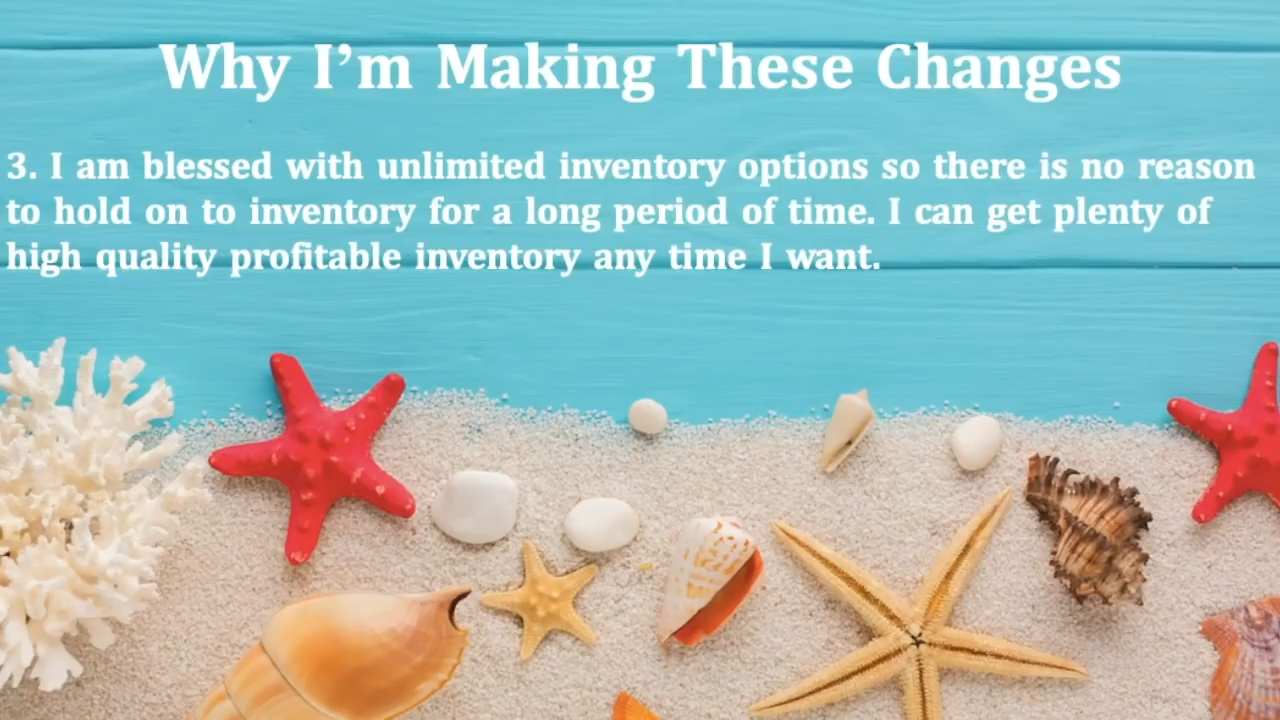 Why I’m Making These Changes
3. I am blessed with unlimited inventory options so there is no reason
to hold on to inventory for a long period of time. I can get plenty of
high quality profitable inventory any time I want.